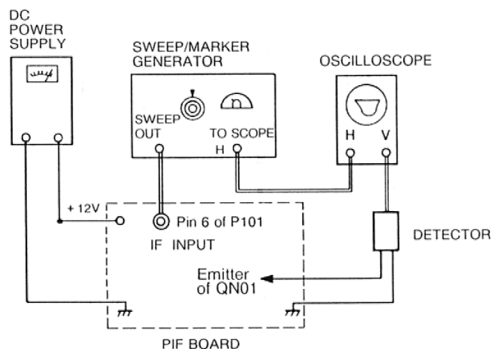 DC
POWER
SUPPLY
SWEEP/MARKER
GENERATOR
OSCILLOSCOPE
SWEEP
OUT
TO SCOPE
H
H V
+ 12V
Pin 6 of P101
IF INPUT
DETECTOR
Emitter
of QN01
PIF BOARD